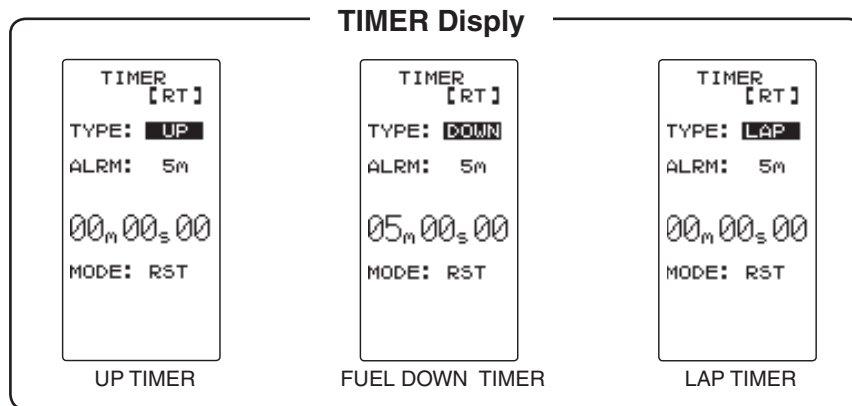 TIMER Disply
TIMER
[RT]
TYPE: UP
ALRM: 5m
00m00s00
MODE: RST
UP TIMER
TIMER
[RT]
TYPE: DOWN
ALRM: 5m
05m00s00
MODE: RST
FUEL DOWN TIMER
TIMER
[RT]
TYPE: LAP
ALRM: 5m
00m00s00
MODE: RST
LAP TIMER